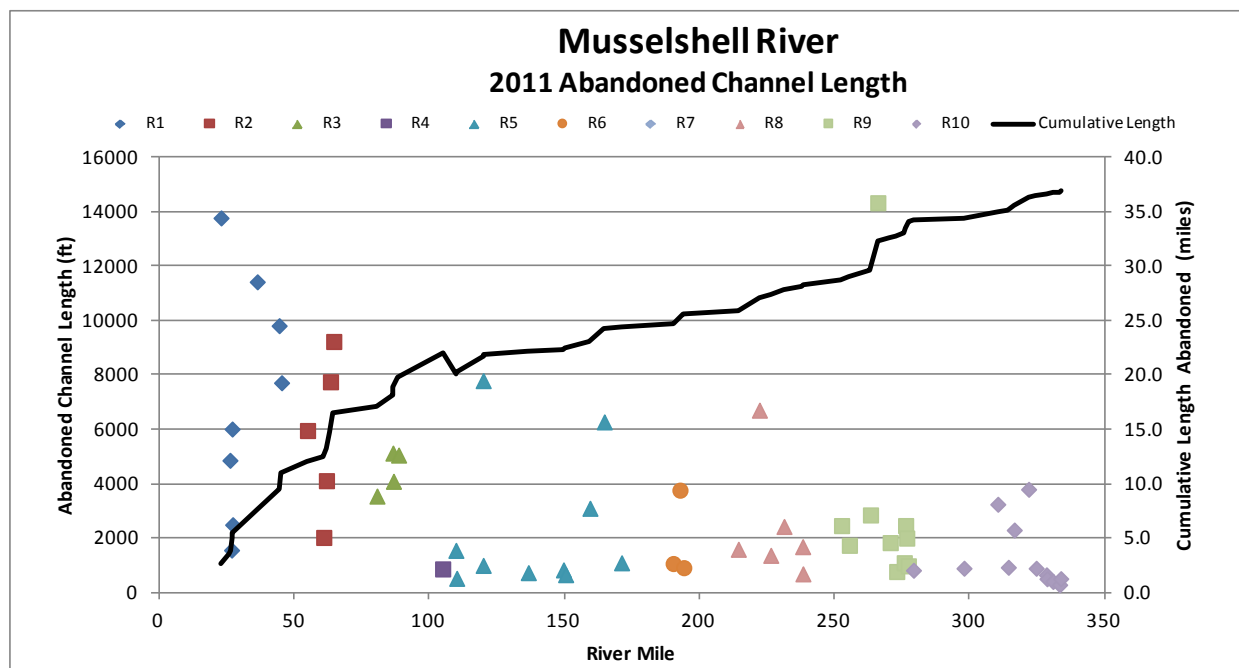 Musselshell River
2011 Abandoned Channel Length
R1 R2 R3 R4 R5 R6 R7 R8 R9 R10 Cumulative Length
16000 40.0
14000 35.0
12000 30.0
10000 25.0
8000 20.0
6000 15.0
4000 10.0
2000 5.0
0 0.0
0 50 100 150 200 250 300 350
Abandoned Channel Length (ft)
Cumulative Length Abandoned (miles)
River Mile